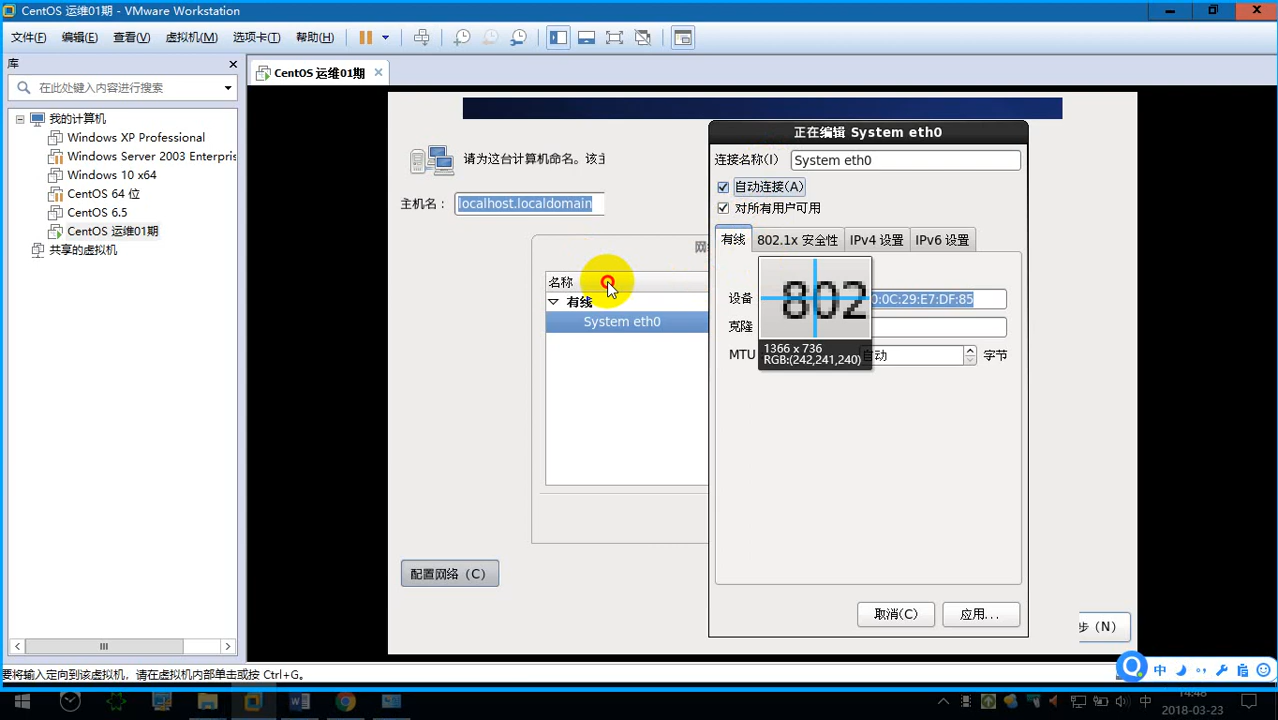 CentOS 运维01期 - VMware Workstation
文件(F) 编辑(E) 查看(V) 虚拟机(M) 选项卡(T) 帮助(H)
库
CentOS 运维01期
在此处键入内容进行搜索
我的计算机
Windows XP Professional
Windows Server 2003 Enterpris
Windows 10 x64
CentOS 64 位
CentOS 6.5
CentOS 运维01期
共享的虚拟机
请为这台计算机命名。该主
主机名： localhost.localdomain
名称
有线
System eth0
配置网络（C）
正在编辑 System eth0
连接名称(I) System eth0
自动连接(A)
对所有用户可用
有线 802.1x 安全性 IPv4 设置 IPv6 设置
设备 0:0C:29:E7:DF:85
克隆
MTU 自动 字节
802
1366 x 736
RGB:(242,241,240)
取消(C) 应用...
步（N）
要将输入定向到该虚拟机，请在虚拟机内部单击或按 Ctrl+G。
中
中 14:48
2018-03-23